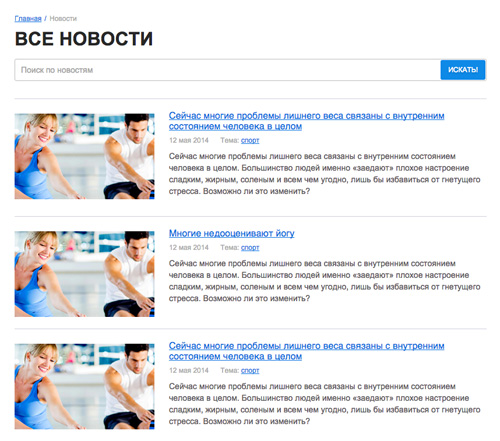 Главная / Новости
ВСЕ НОВОСТИ
Поиск по новостям ИСКАТЬ!
Сейчас многие проблемы лишнего веса связаны с внутренним
состоянием человека в целом
12 мая 2014 Тема: спорт
Сейчас многие проблемы лишнего веса связаны с внутренним состоянием
человека в целом. Большинство людей именно «заедают» плохое настроение
сладким, жирным, соленым и всем чем угодно, лишь бы избавиться от гнетущего
стресса. Возможно ли это изменить?
Многие недооценивают йогу
12 мая 2014 Тема: спорт
Сейчас многие проблемы лишнего веса связаны с внутренним состоянием
человека в целом. Большинство людей именно «заедают» плохое настроение
сладким, жирным, соленым и всем чем угодно, лишь бы избавиться от гнетущего
стресса. Возможно ли это изменить?
Сейчас многие проблемы лишнего веса связаны с внутренним
состоянием человека в целом
12 мая 2014 Тема: спорт
Сейчас многие проблемы лишнего веса связаны с внутренним состоянием
человека в целом. Большинство людей именно «заедают» плохое настроение
сладким, жирным, соленым и всем чем угодно, лишь бы избавиться от гнетущего
стресса. Возможно ли это изменить?